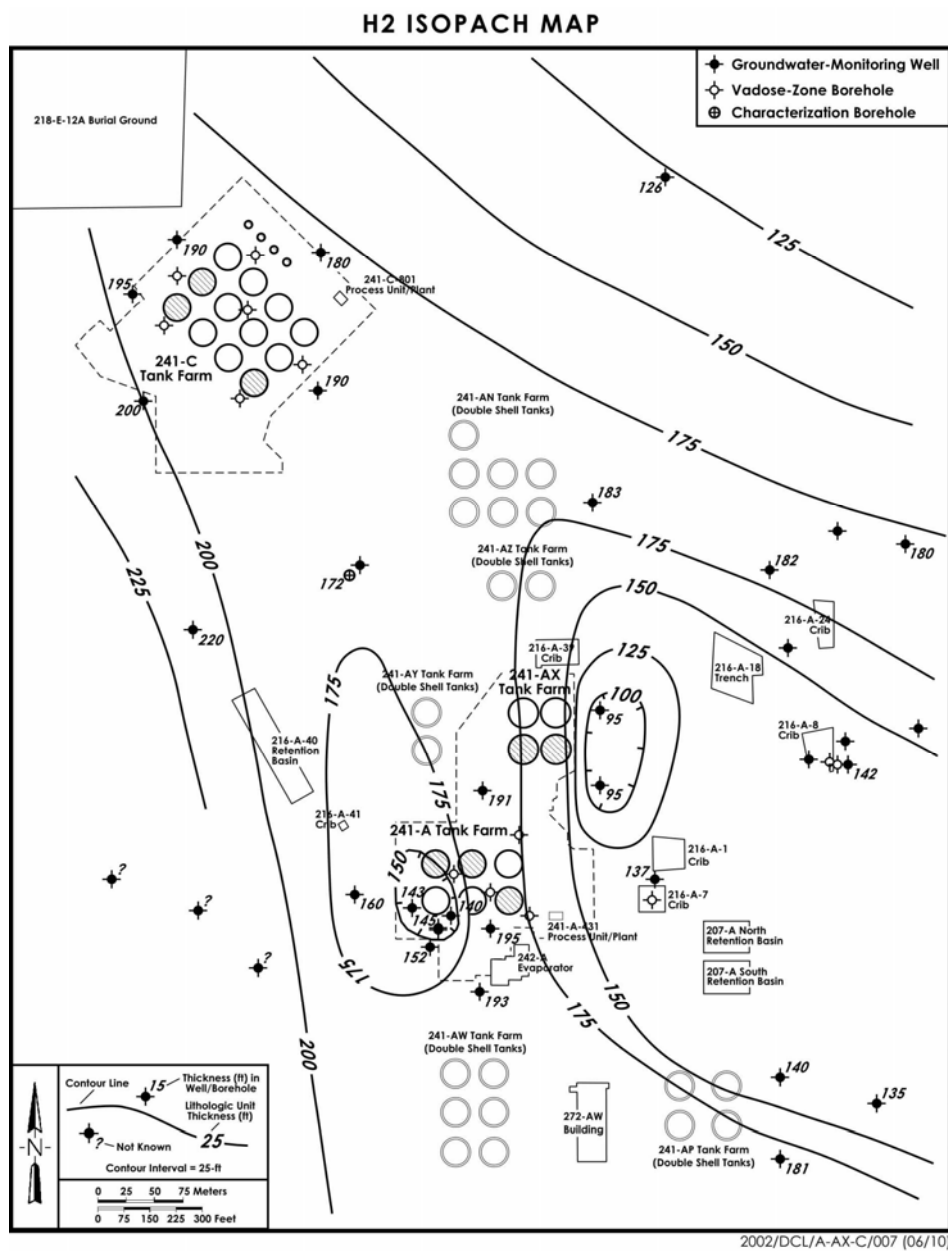 H2 ISOPACH MAP
Groundwater-Monitoring Well
Vadose-Zone Borehole
Characterization Borehole
218-E-12A Burial Ground
126
125
190
180
195
241-C-801
Process Unit/Plant
150
241-C
Tank Farm
190
200
241-AN Tank Farm
(Double Shell Tanks)
175
183
200
180
241-AZ Tank Farm
(Double Shell Tanks)
175
182
225
172
150
220
216-A-24
Crib
216-A-39
Crib
125
175
241-AY Tank Farm
(Double Shell Tanks)
241-AX
Tank Farm
216-A-18
Trench
100
95
216-A-40
Retention
Basin
216-A-8
Crib
142
175
191
95
216-A-41
Crib
241-A Tank Farm
150
216-A-1
Crib
?
137
160
143
140
216-A-7
Crib
?
145
195
241-A-431
Process Unit/Plant
207-A North
Retention Basin
152
242-A
Evaporator
?
175
207-A South
Retention Basin
193
150
175
200
241-AW Tank Farm
(Double Shell Tanks)
140
135
272-AW
Building
241-AP Tank Farm
(Double Shell Tanks)
181
N
Contour Line
15
Thickness (ft) in
Well/Borehole
Lithologic Unit
Thickness (ft)
? Not Known
25
Contour Interval = 25-ft
0 25 50 75 Meters
0 75 150 225 300 Feet
2002/DCL/A-AX-C/007 (06/10)